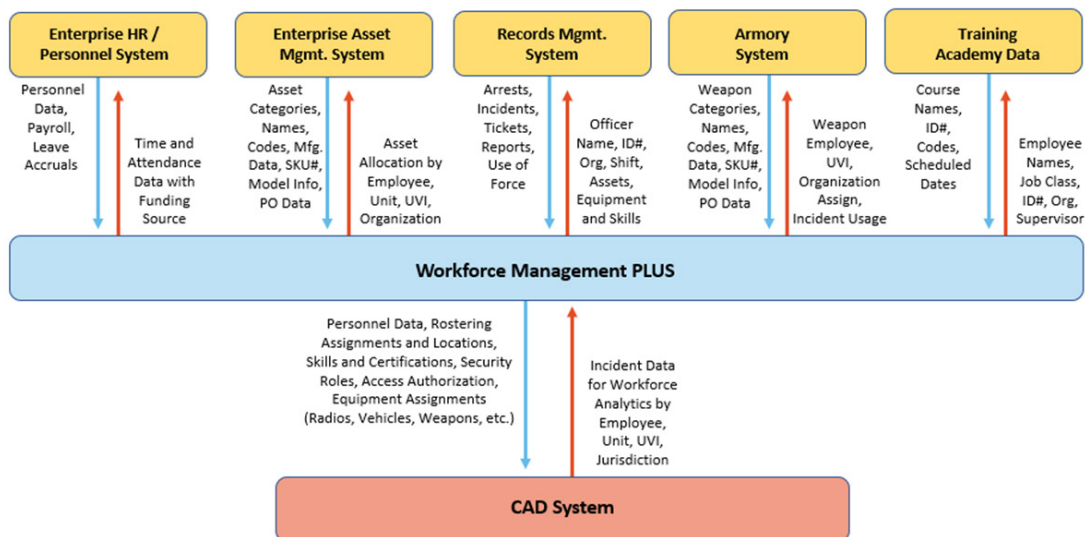 Enterprise HR /
Personnel System
Enterprise Asset
Mgmt. System
Records Mgmt.
System
Armory
System
Training
Academy Data
Personnel
Data,
Payroll,
Leave
Accruals
Time and
Attendance
Data with
Funding
Source
Asset
Categories,
Names,
Codes, Mfg.
Data, SKU#,
Model Info,
PO Data
Asset
Allocation by
Employee,
Unit, UVI,
Organization
Arrests,
Incidents,
Tickets,
Reports,
Use of
Force
Officer
Name, ID#,
Org, Shift,
Assets,
Equipment
and Skills
Weapon
Categories,
Names,
Codes, Mfg.
Data, SKU#,
Model Info,
PO Data
Weapon
Employee,
UVI,
Organization
Assign,
Incident Usage
Course
Names,
ID#,
Codes,
Scheduled
Dates
Employee
Names,
Job Class,
ID#, Org,
Supervisor
Workforce Management PLUS
Personnel Data, Rostering
Assignments and Locations,
Skills and Certifications, Security
Roles, Access Authorization,
Equipment Assignments
(Radios, Vehicles, Weapons, etc.)
Incident Data
for Workforce
Analytics by
Employee,
Unit, UVI,
Jurisdiction
CAD System